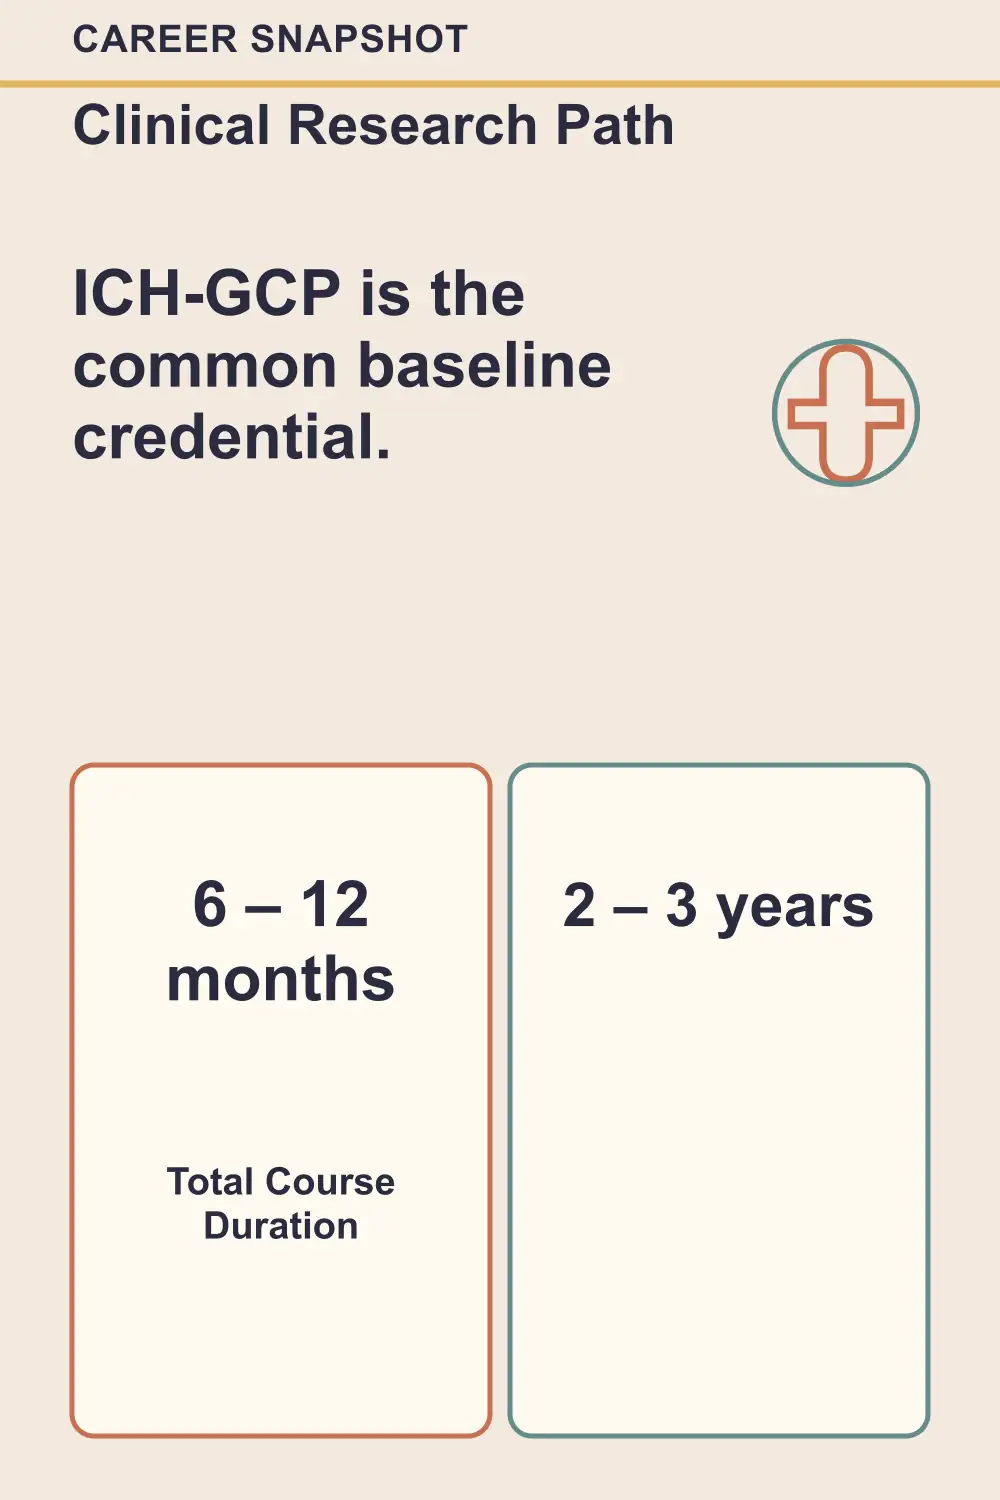 CAREER SNAPSHOT
Clinical Research Path
ICH-GCP is the
common baseline
credential.
6 – 12
months
Total Course
Duration
2 – 3 years